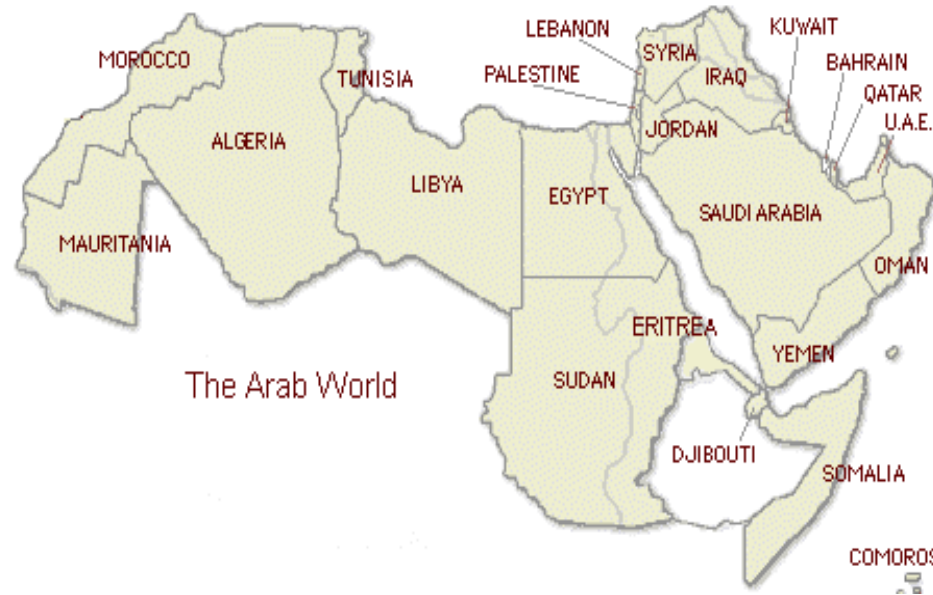 LEBANON
KUWAIT
MOROCCO
SYRIA
BAHRAIN
PALESTINE
TUNISIA
IRAQ
QATAR
U.A.E.
JORDAN
ALGERIA
LIBYA
EGYPT
SAUDI ARABIA
MAURITANIA
OMAN
ERITREA
YEMEN
The Arab World
SUDAN
DJIBOUTI
SOMALIA
COMOROS